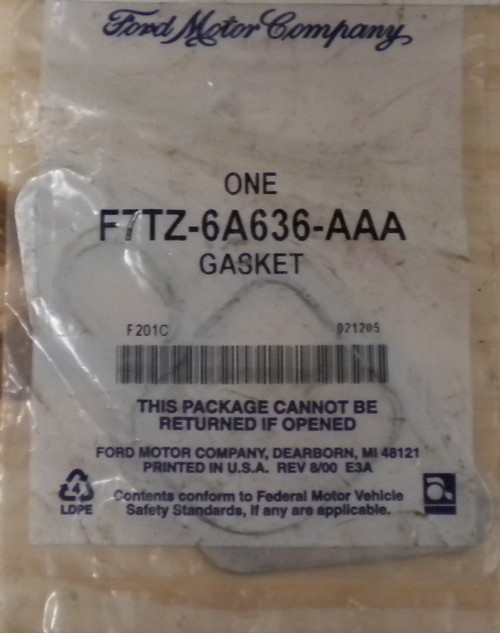 Ford Motor Company
ONE
F7TZ-6A636-AAA
GASKET
F201C 021205
THIS PACKAGE CANNOT BE
RETURNED IF OPENED
FORD MOTOR COMPANY, DEARBORN, MI 48121
PRINTED IN U.S.A. REV 8/00 E3A
4
LDPE
Contents conform to Federal Motor Vehicle
Safety Standards, if any are applicable.
a